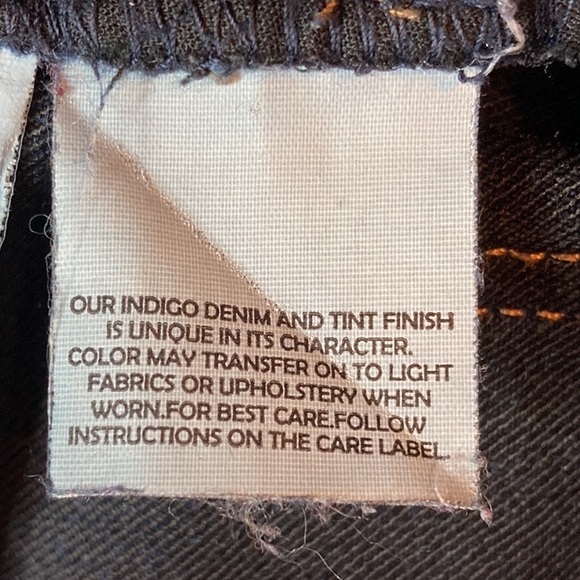 OUR INDIGO DENIM AND TINT FINISH
IS UNIQUE IN ITS CHARACTER.
COLOR MAY TRANSFER ON TO LIGHT
FABRICS OR UPHOLSTERY WHEN
WORN.FOR BEST CARE.FOLLOW
INSTRUCTIONS ON THE CARE LABEL.